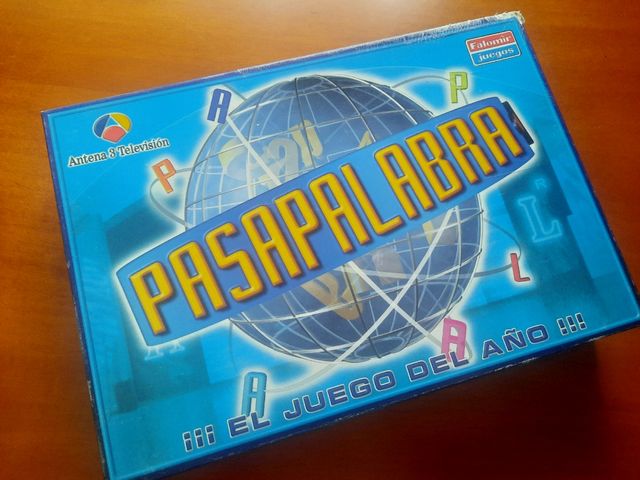 Falomir
juegos
Antena 3 Televisión
A
P
P
PASAPALABRA
L
L
A
A
¡¡¡ EL JUEGO DEL AÑO !!!